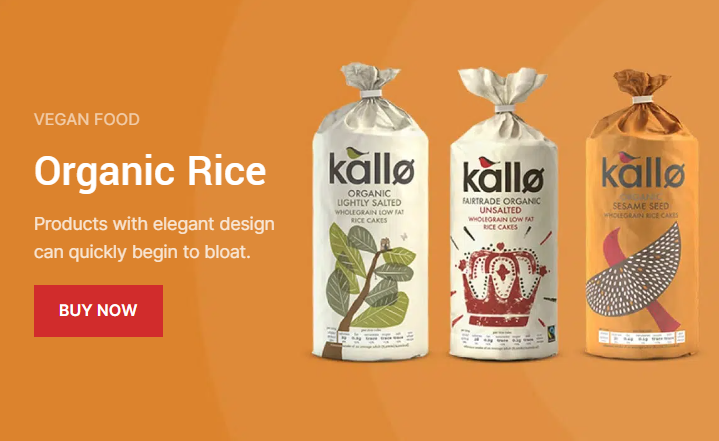 VEGAN FOOD
Organic Rice
Products with elegant design
can quickly begin to bloat.
BUY NOW
kallø
ORGANIC
LIGHTLY SALTED
WHOLEGRAIN LOW FAT
RICE CAKES
kallø
FAIRTRADE ORGANIC
UNSALTED
WHOLEGRAIN LOW FAT
RICE CAKES
kallø
ORGANIC
SESAME SEED
WHOLEGRAIN RICE CAKES